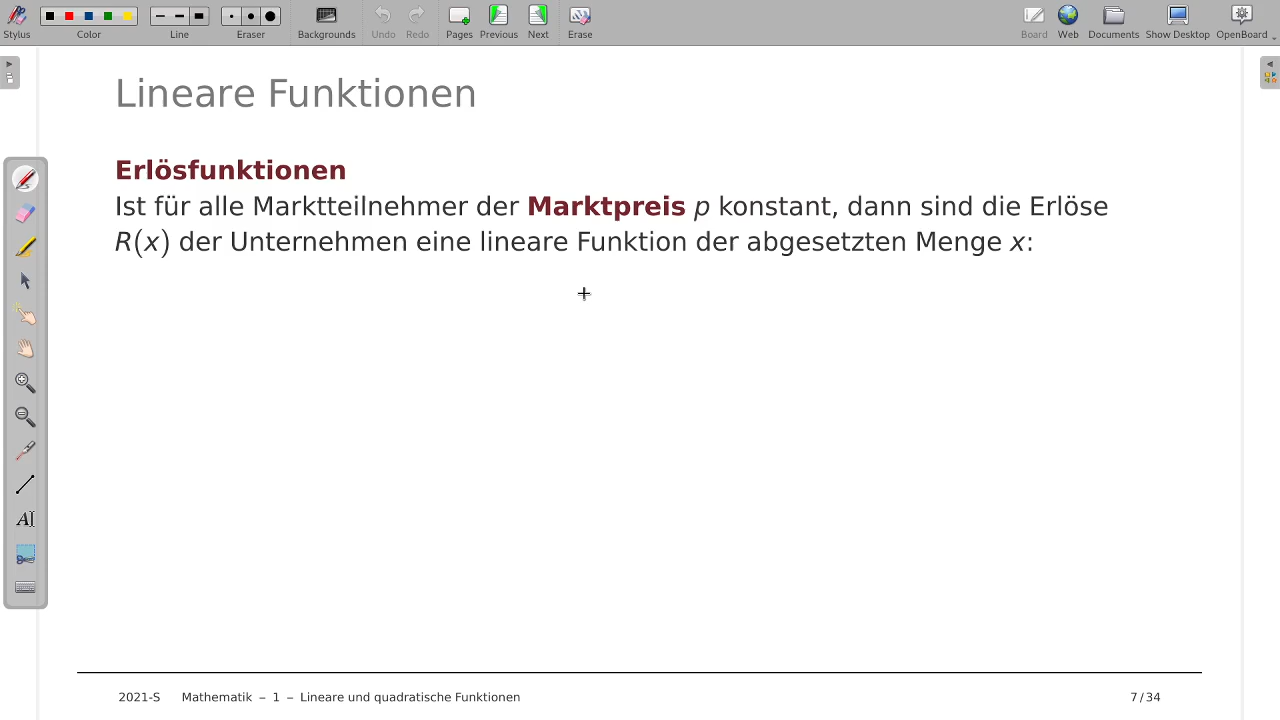 Stylus
Color
Line
Eraser
Backgrounds
Undo
Redo
Pages
Previous
Next
Erase
Board
Web
Documents
Show Desktop
OpenBoard
Lineare Funktionen
Erlösfunktionen
Ist für alle Marktteilnehmer der Marktpreis p konstant, dann sind die Erlöse
R(x) der Unternehmen eine lineare Funktion der abgesetzten Menge x:
AI
2021-S Mathematik – 1 – Lineare und quadratische Funktionen 7/34